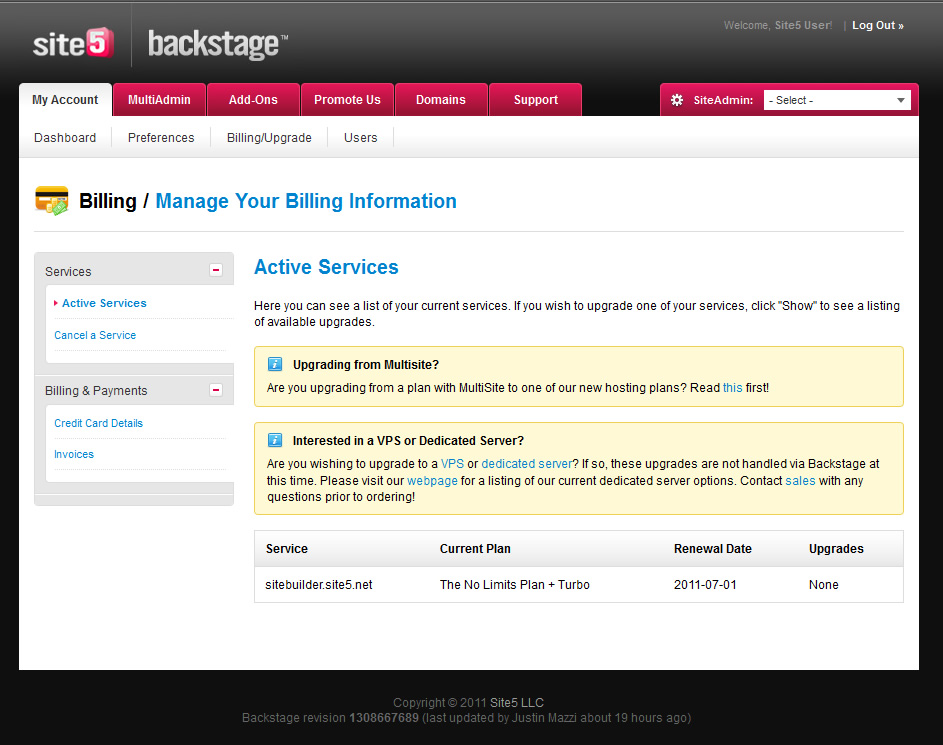 site5
backstage™
Welcome, Site5 User! | Log Out »
My Account
MultiAdmin
Add-Ons
Promote Us
Domains
Support
SiteAdmin:
- Select -
Dashboard
Preferences
Billing/Upgrade
Users
Billing / Manage Your Billing Information
Services
Active Services
Cancel a Service
Billing & Payments
Credit Card Details
Invoices
Active Services
Here you can see a list of your current services. If you wish to upgrade one of your services, click "Show" to see a listing
of available upgrades.
Upgrading from Multisite?
Are you upgrading from a plan with MultiSite to one of our new hosting plans? Read this first!
Interested in a VPS or Dedicated Server?
Are you wishing to upgrade to a VPS or dedicated server? If so, these upgrades are not handled via Backstage at
this time. Please visit our webpage for a listing of our current dedicated server options. Contact sales with any
questions prior to ordering!
Service Current Plan Renewal Date Upgrades
sitebuilder.site5.net The No Limits Plan + Turbo 2011-07-01 None
Copyright © 2011 Site5 LLC
Backstage revision 1308667689 (last updated by Justin Mazzi about 19 hours ago)